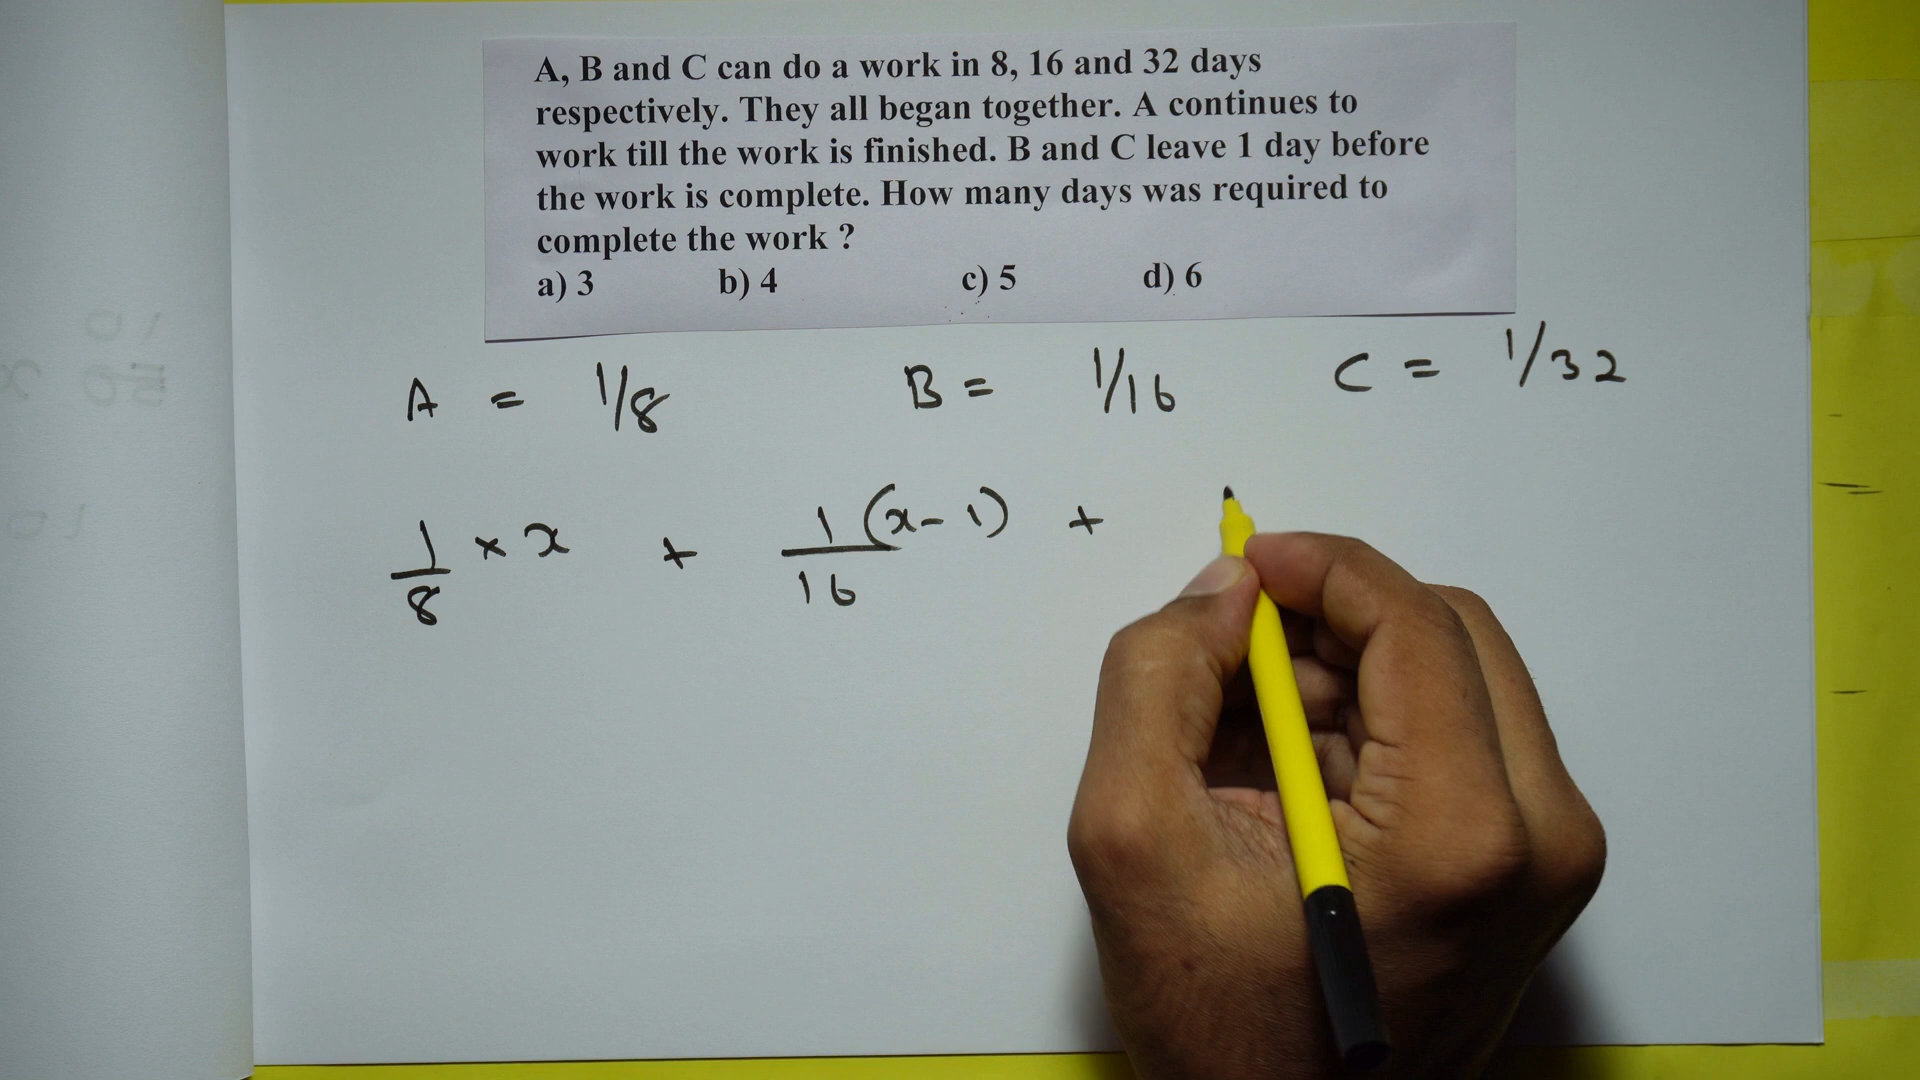 A, B and C can do a work in 8, 16 and 32 days
respectively. They all began together. A continues to
work till the work is finished. B and C leave 1 day before
the work is complete. How many days was required to
complete the work ?
a) 3 b) 4 c) 5 d) 6
A = 1/8 B = 1/16 C = 1/32
1/8 × x + 1/16 (x - 1) +